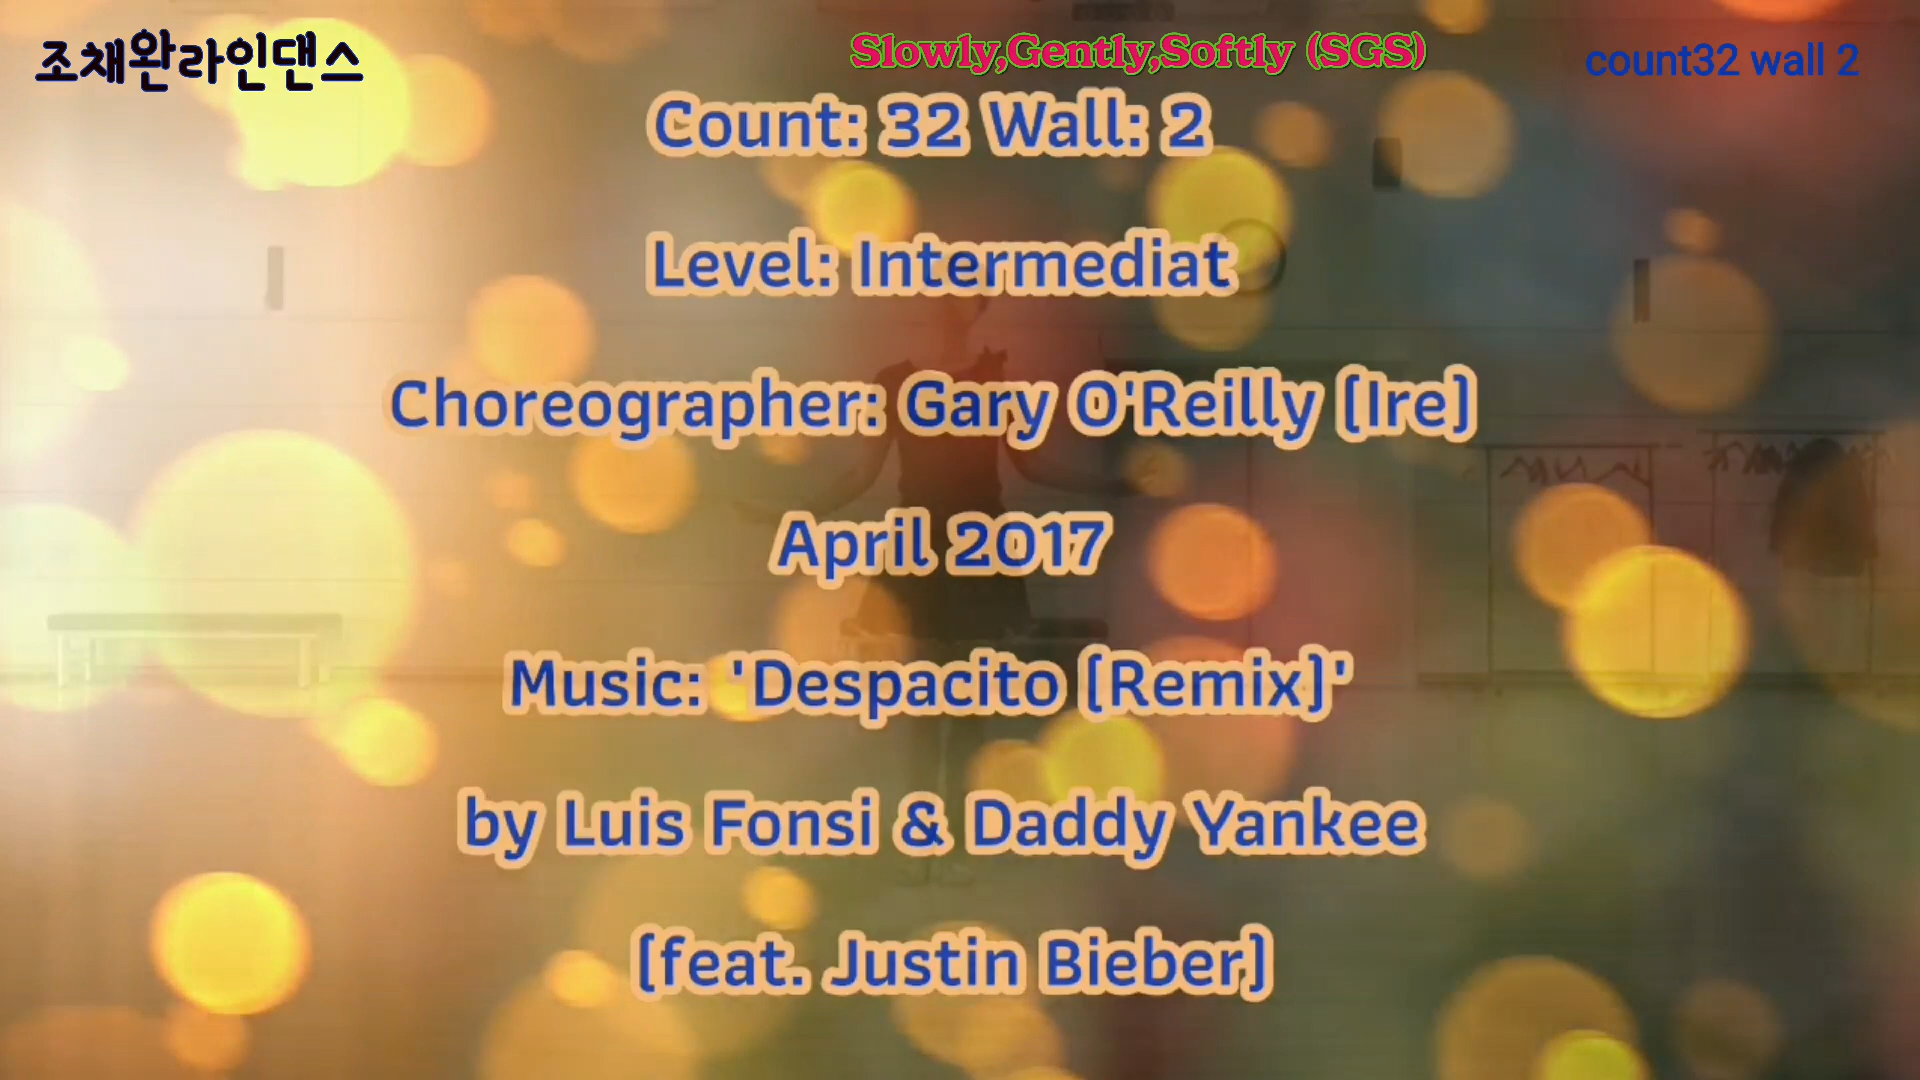 조채완라인댄스
Slowly,Gently,Softly (SGS)
count32 wall 2
Count: 32 Wall: 2
Level: Intermediat
Choreographer: Gary O'Reilly (Ire)
April 2017
Music: 'Despacito (Remix)'
by Luis Fonsi & Daddy Yankee
(feat. Justin Bieber)